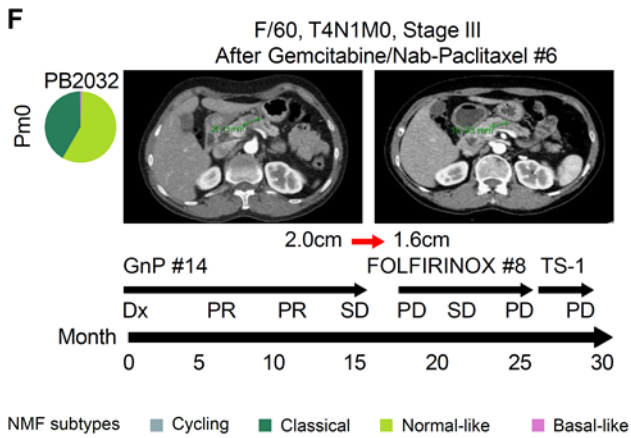 F
F/60, T4N1M0, Stage III
After Gemcitabine/Nab-Paclitaxel #6
PB2032
Pm0
2.0cm 1.6cm
GnP #14 FOLFIRINOX #8 TS-1
Dx PR PR SD PD SD PD PD
Month
0 5 10 15 20 25 30
NMF subtypes Cycling Classical Normal-like Basal-like